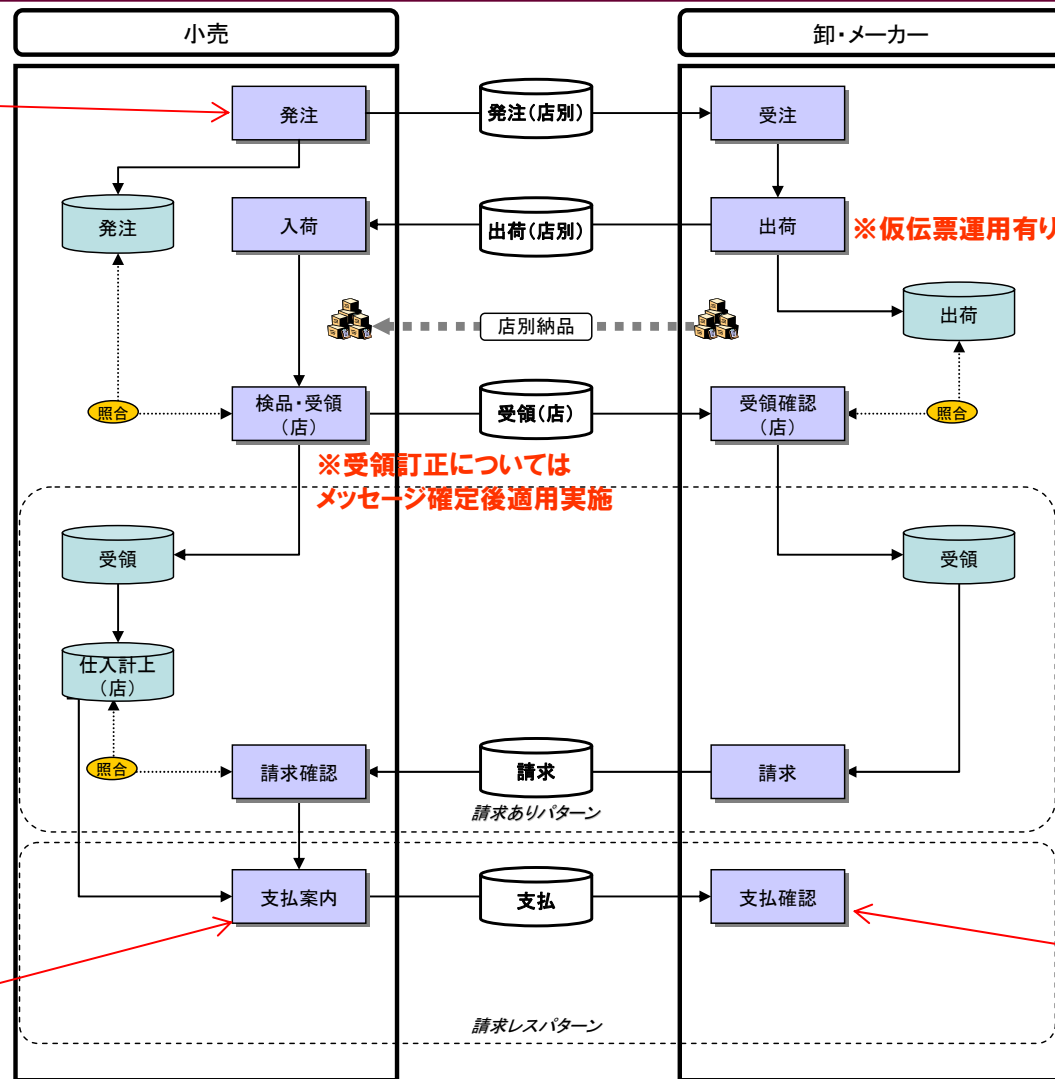 小売
卸・メーカー
発注
発注(店別)
受注
発注
入荷
出荷(店別)
出荷
※仮伝票運用有り
出荷
店別納品
照合
検品・受領
(店)
受領(店)
受領確認
(店)
照合
※受領訂正については
メッセージ確定後適用実施
受領
受領
仕入計上
(店)
照合
請求確認
請求
請求
請求ありパターン
支払案内
支払
支払確認
請求レスパターン